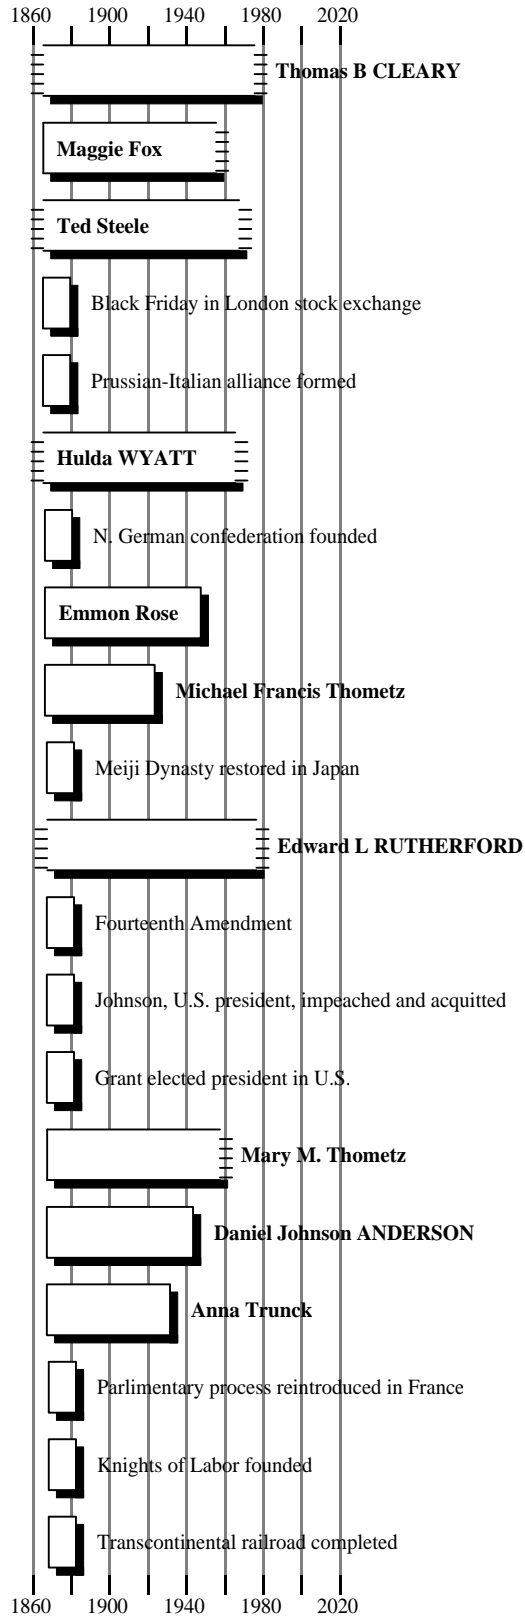 1860 1900 1940 1980 2020
Thomas B CLEARY
Maggie Fox
Ted Steele
Black Friday in London stock exchange
Prussian-Italian alliance formed
Hulda WYATT
N. German confederation founded
Emmon Rose
Michael Francis Thometz
Meiji Dynasty restored in Japan
Edward L RUTHERFORD
Fourteenth Amendment
Johnson, U.S. president, impeached and acquitted
Grant elected president in U.S.
Mary M. Thometz
Daniel Johnson ANDERSON
Anna Trunck
Parlimentary process reintroduced in France
Knights of Labor founded
Transcontinental railroad completed
1860 1900 1940 1980 2020